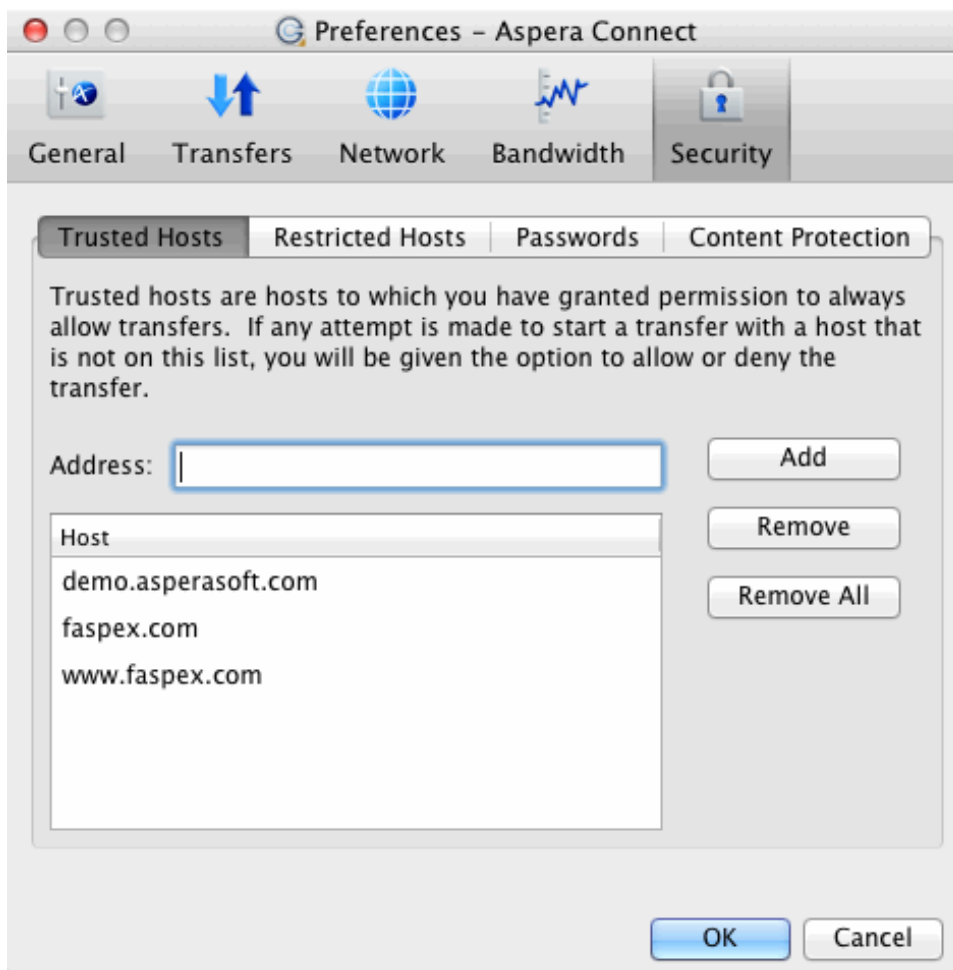 Preferences – Aspera Connect
General Transfers Network Bandwidth Security
Trusted Hosts Restricted Hosts Passwords Content Protection
Trusted hosts are hosts to which you have granted permission to always
allow transfers.  If any attempt is made to start a transfer with a host that
is not on this list, you will be given the option to allow or deny the
transfer.
Address: Add
Remove
Host
demo.asperasoft.com
Remove All
faspex.com
www.faspex.com
OK Cancel